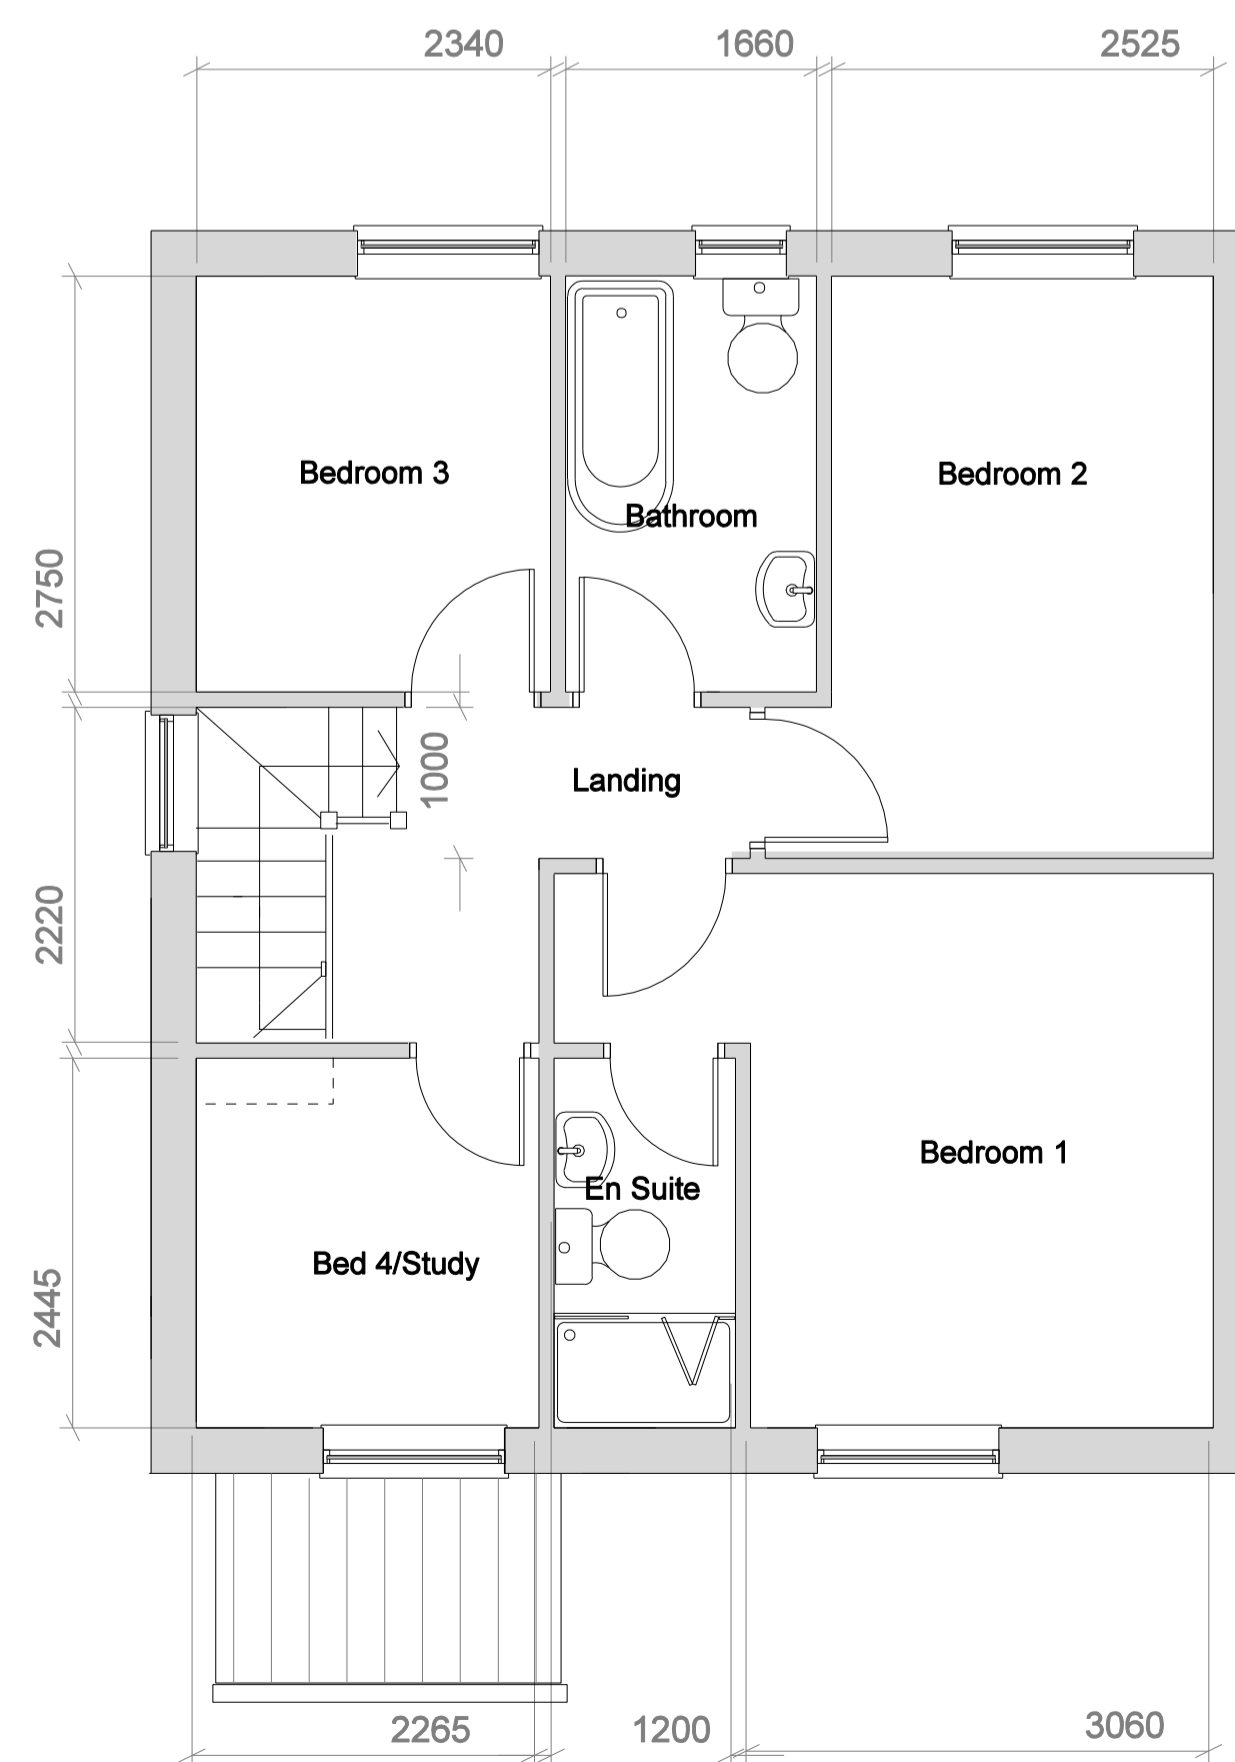 2340 1660 2525
Bedroom 3
Bedroom 2
Bathroom
2750
1000
Landing
2220
Bedroom 1
En Suite
Bed 4/Study
2445
2265 1200 3060